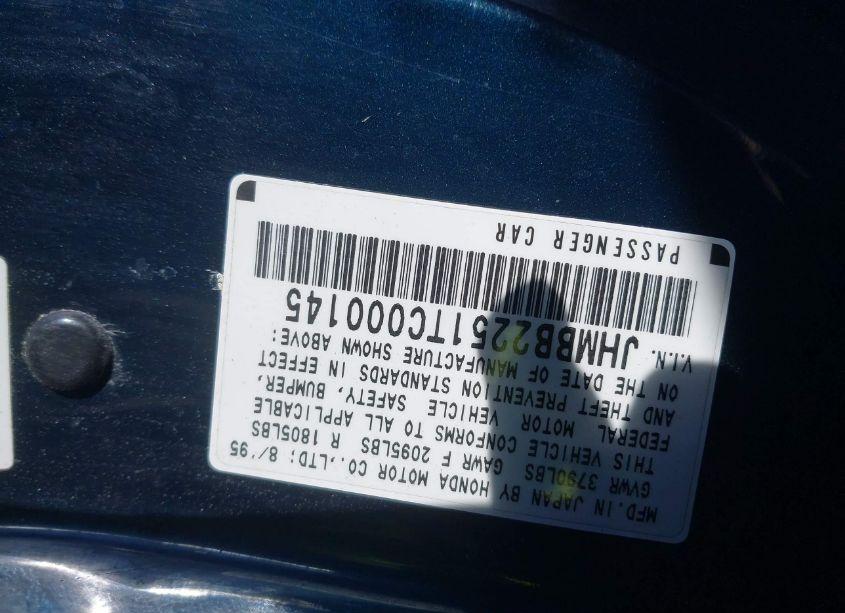 MFD.IN JAPAN BY HONDA MOTOR CO.,LTD; 8/'95
GVWR 3790LBS GAWR F 2095LBS R 1805LBS
THIS VEHICLE CONFORMS TO ALL APPLICABLE
FEDERAL MOTOR VEHICLE SAFETY, BUMPER,
AND THEFT PREVENTION STANDARDS IN EFFECT
ON THE DATE OF MANUFACTURE SHOWN ABOVE:
V.I.N. JHMBB2251TC000145
PASSENGER CAR